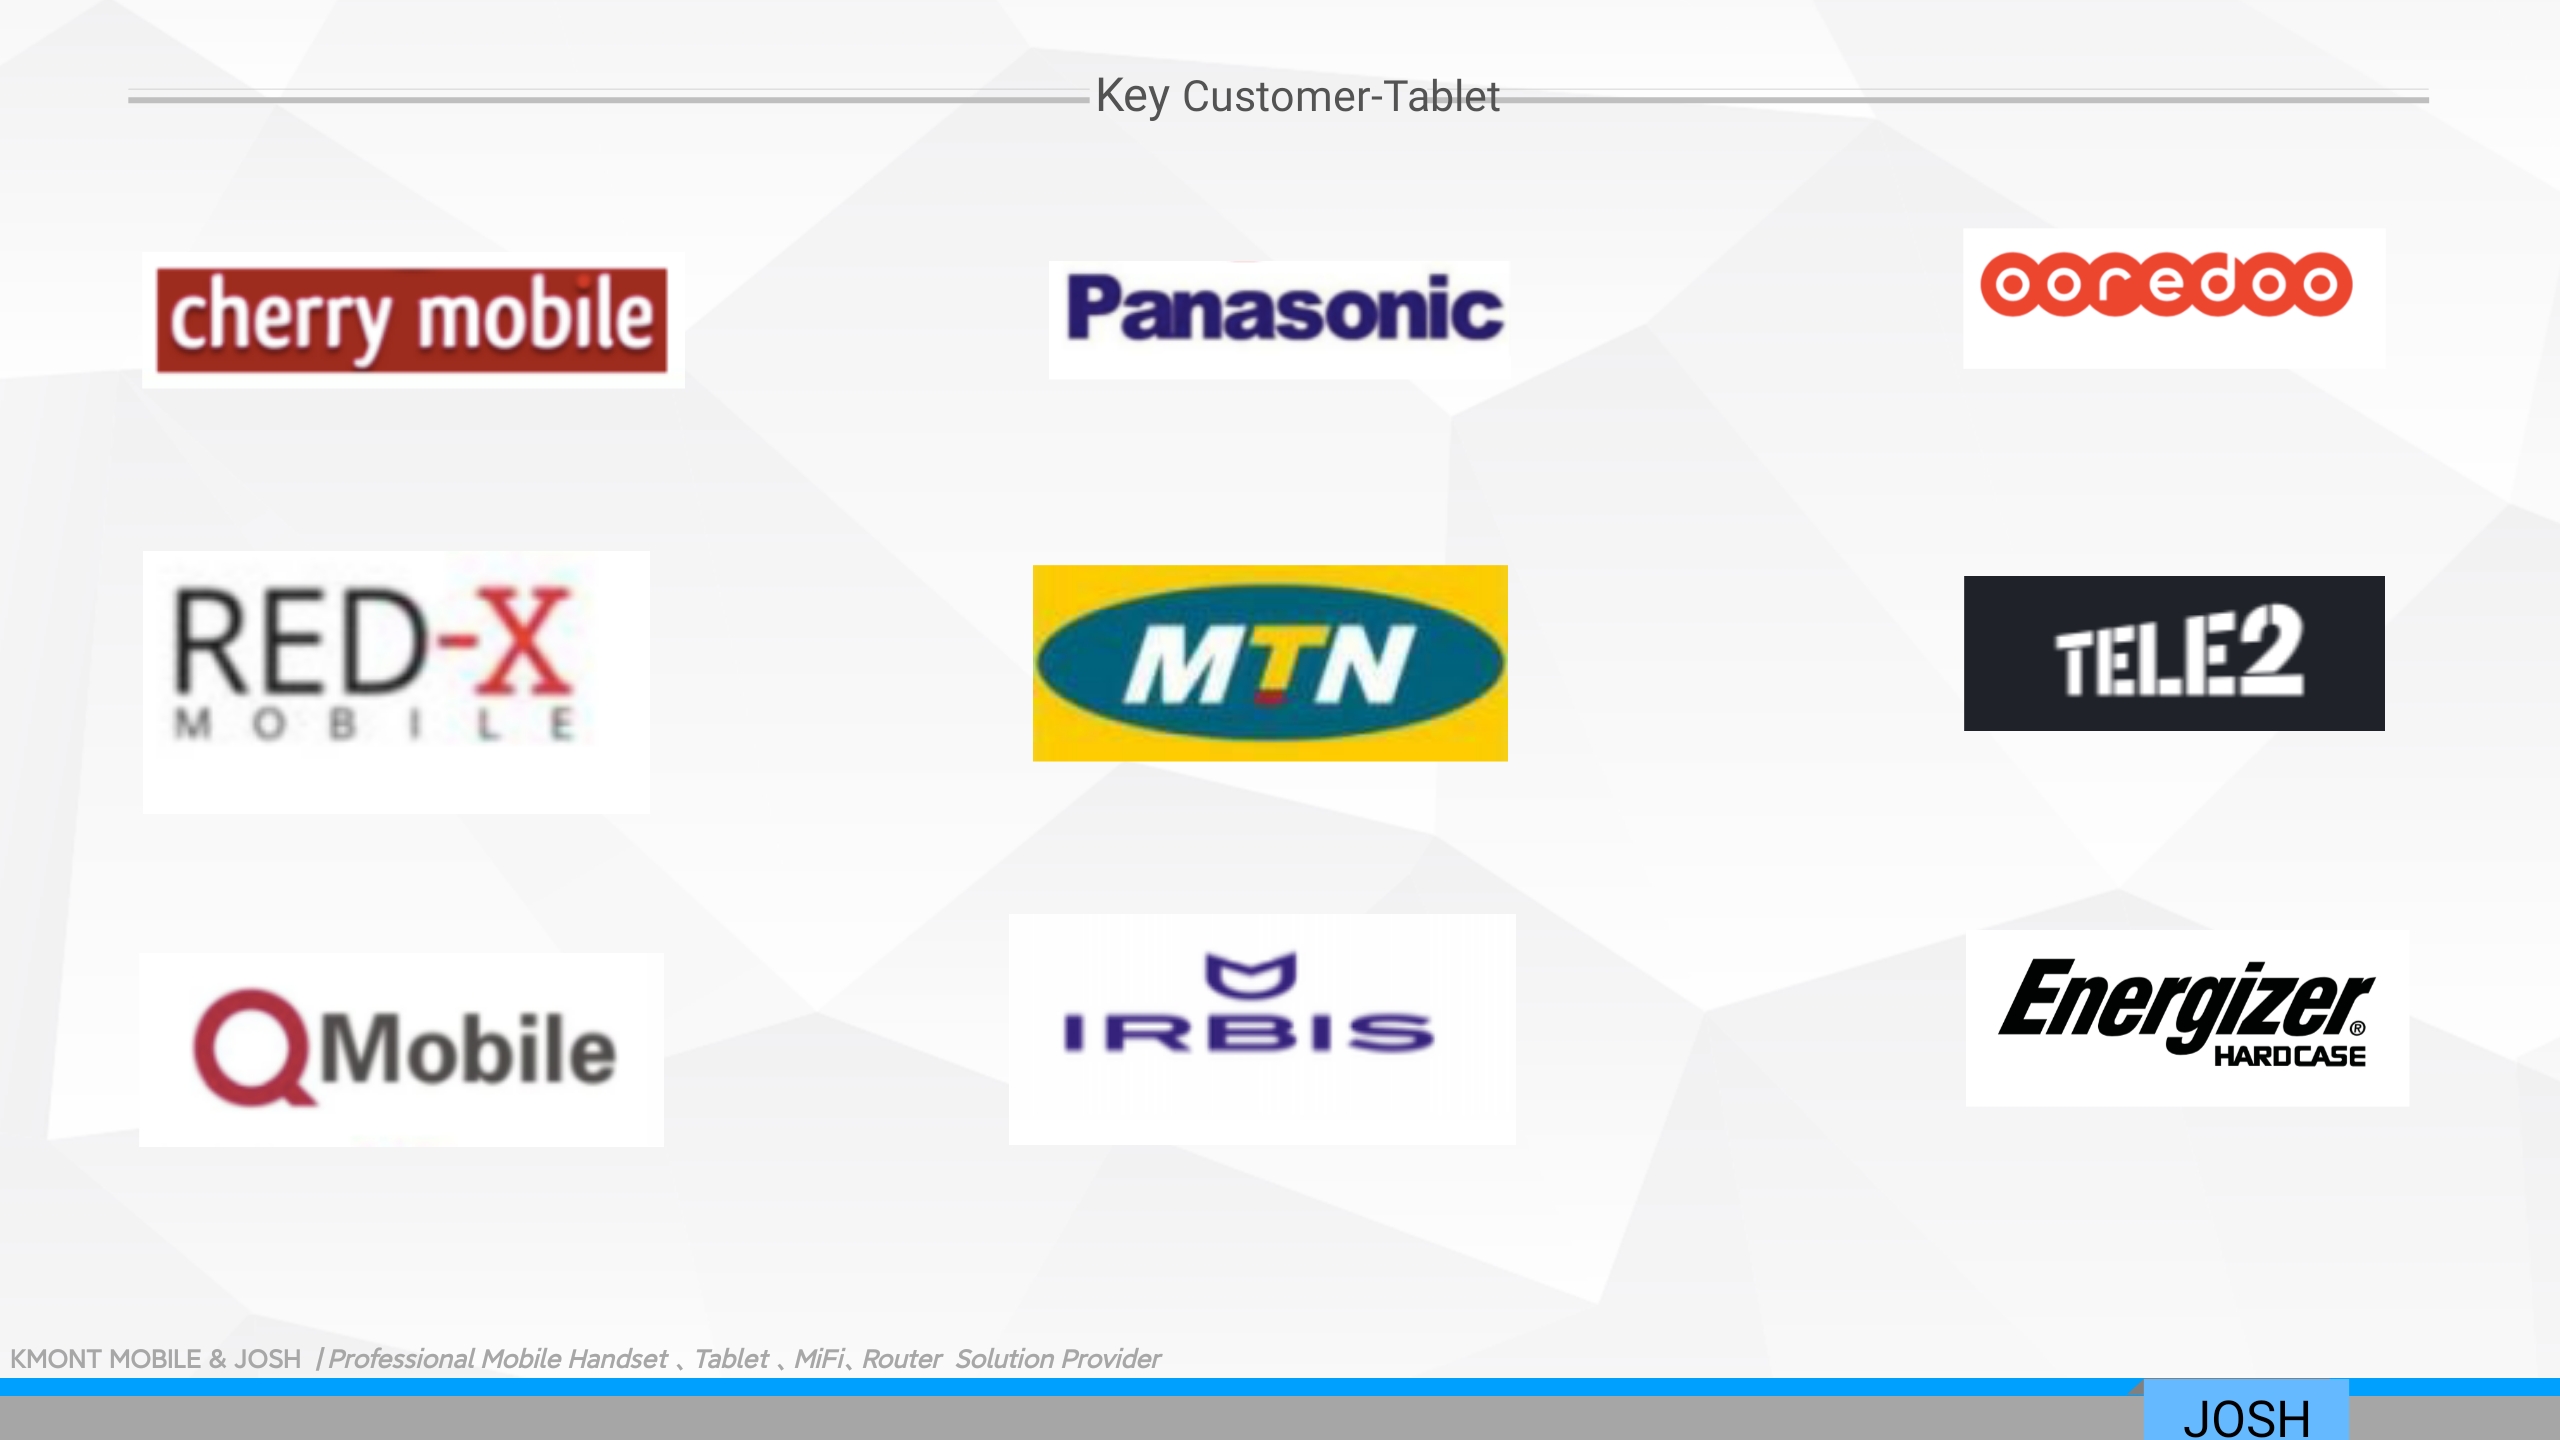 Key Customer-Tablet
cherry mobile
Panasonic
ooredoo
RED-X
MOBILE
MTN
TELE2
QMobile
IRBIS
Energizer®
HARDCASE
KMONT MOBILE & JOSH | Professional Mobile Handset 、Tablet 、MiFi、Router Solution Provider
JOSH